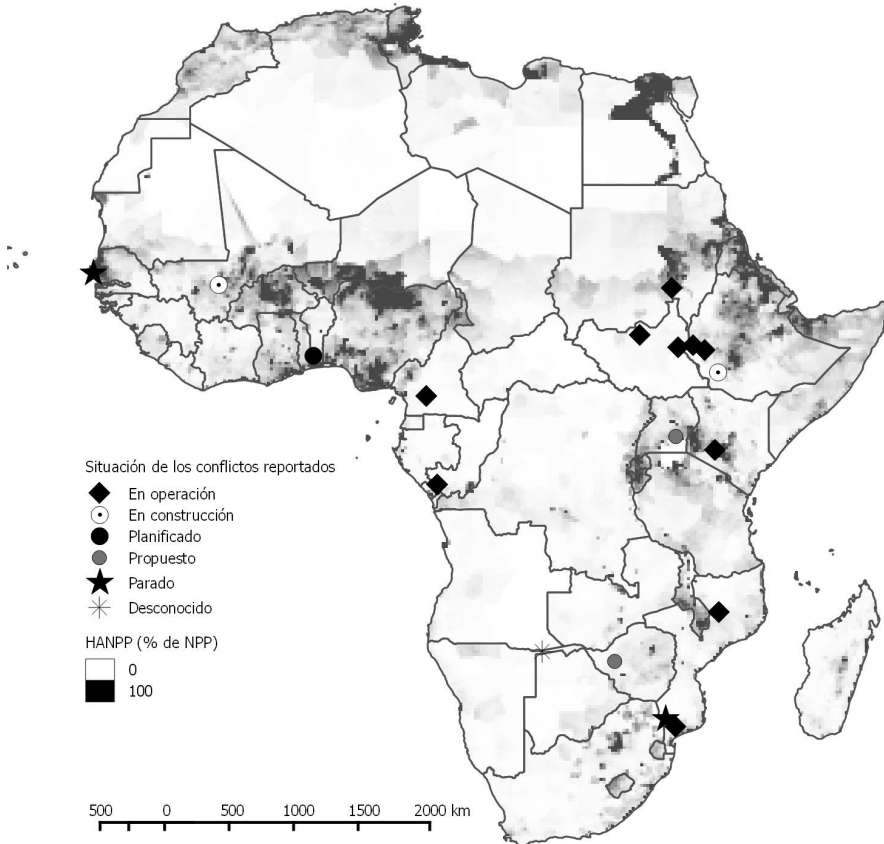 Situación de los conflictos reportados
En operación
En construcción
Planificado
Propuesto
Parado
Desconocido
HANPP (% de NPP)
0
100
500 0 500 1000 1500 2000 km